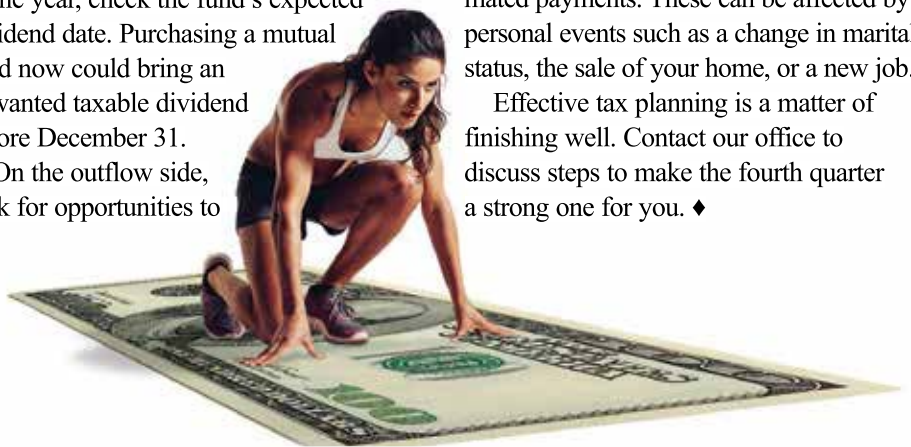 ne year, check the fund's expected
idend date. Purchasing a mutual
d now could bring an
wanted taxable dividend
ore December 31.
On the outflow side,
k for opportunities to
mated payments. These can be affected by
personal events such as a change in marital
status, the sale of your home, or a new job.
Effective tax planning is a matter of
finishing well. Contact our office to
discuss steps to make the fourth quarter
a strong one for you. ♦